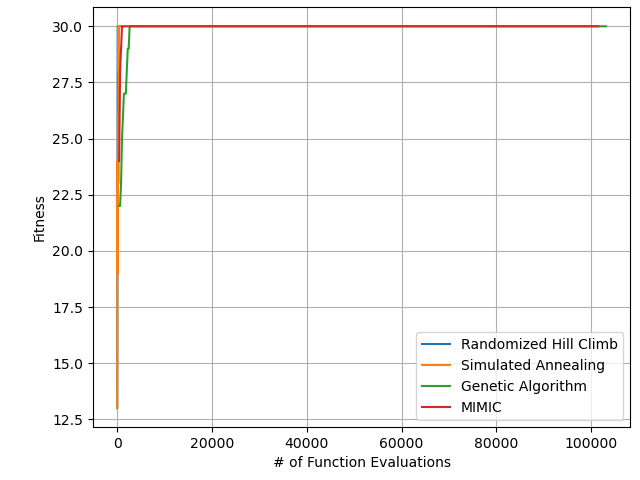 30.0
27.5
25.0
22.5
20.0
17.5
15.0
12.5
Fitness
0 20000 40000 60000 80000 100000
# of Function Evaluations
Randomized Hill Climb
Simulated Annealing
Genetic Algorithm
MIMIC